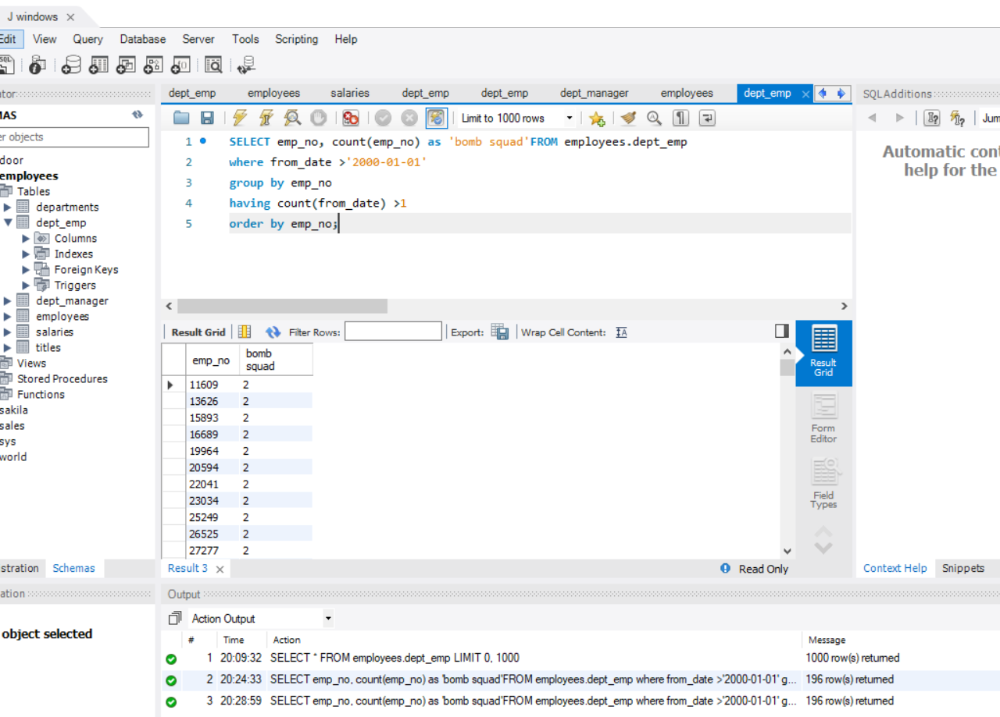 J windows
Edit View Query Database Server Tools Scripting Help
dept_emp employees salaries dept_emp dept_emp dept_manager employees dept_emp
SQLAdditions
Limit to 1000 rows
objects
door
employees
Tables
departments
dept_emp
Columns
Indexes
Foreign Keys
Triggers
dept_manager
employees
salaries
titles
Views
Stored Procedures
Functions
sakila
sales
sys
world
1 SELECT emp_no, count(emp_no) as 'bomb squad'FROM employees.dept_emp
2 where from_date >'2000-01-01'
3 group by emp_no
4 having count(from_date) >1
5 order by emp_no;
Automatic
help for the
Result Grid Filter Rows: Export: Wrap Cell Content:
emp_no bomb squad
11609 2
13626 2
15893 2
16689 2
19964 2
20594 2
22041 2
23034 2
25249 2
26525 2
27277 2
Result Grid
Form Editor
Field Types
Schemas
Result 3 Read Only
Context Help Snippets
object selected
Output
Action Output
# Time Action Message
1 20:09:32 SELECT * FROM employees.dept_emp LIMIT 0, 1000 1000 row(s) returned
2 20:24:33 SELECT emp_no, count(emp_no) as 'bomb squad'FROM employees.dept_emp where from_date >'2000-01-01' g... 196 row(s) returned
3 20:28:59 SELECT emp_no, count(emp_no) as 'bomb squad'FROM employees.dept_emp where from_date >'2000-01-01' g... 196 row(s) returned